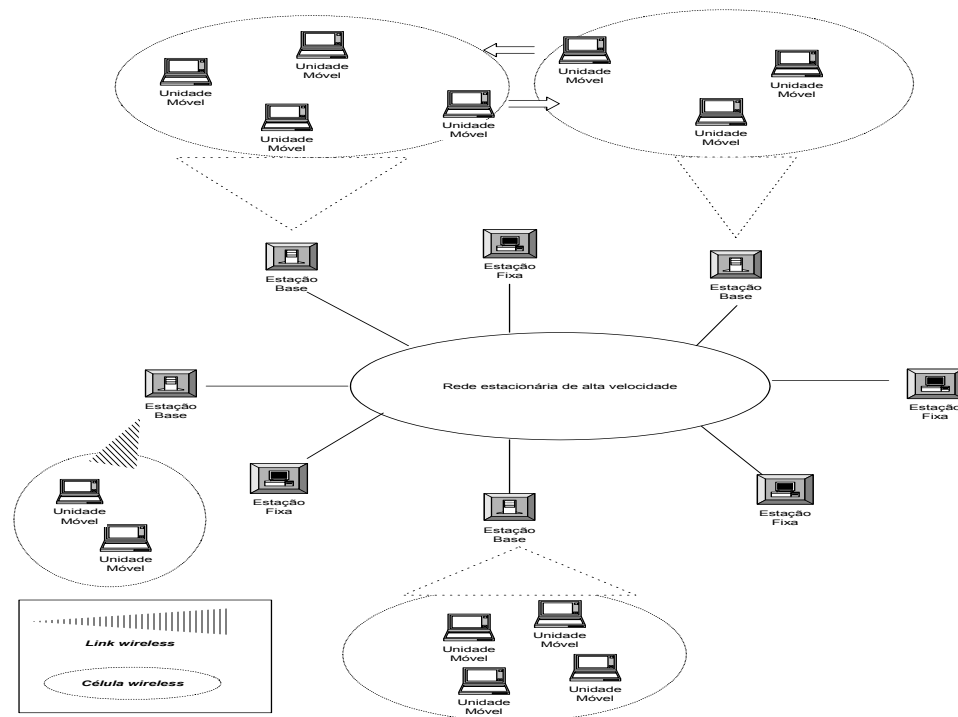 Unidade
Móvel
Unidade
Móvel
Unidade
Móvel
Unidade
Móvel
Unidade
Móvel
Unidade
Móvel
Unidade
Móvel
Estação
Base
Estação
Fixa
Estação
Base
Rede estacionária de alta velocidade
Estação
Base
Estação
Fixa
Estação
Fixa
Estação
Base
Estação
Fixa
Unidade
Móvel
Unidade
Móvel
Unidade
Móvel
Unidade
Móvel
Unidade
Móvel
Unidade
Móvel
Link wireless
Célula wireless